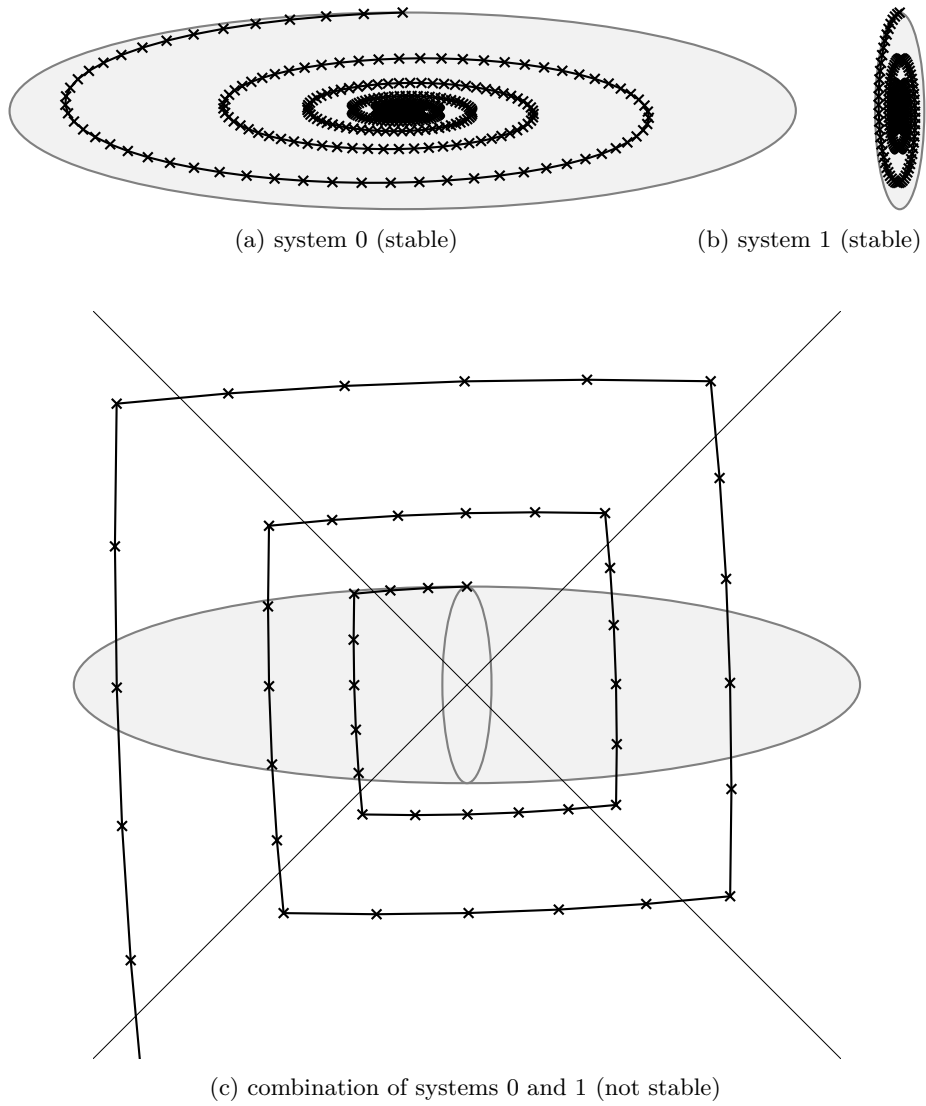 (a) system 0 (stable)
(b) system 1 (stable)
(c) combination of systems 0 and 1 (not stable)